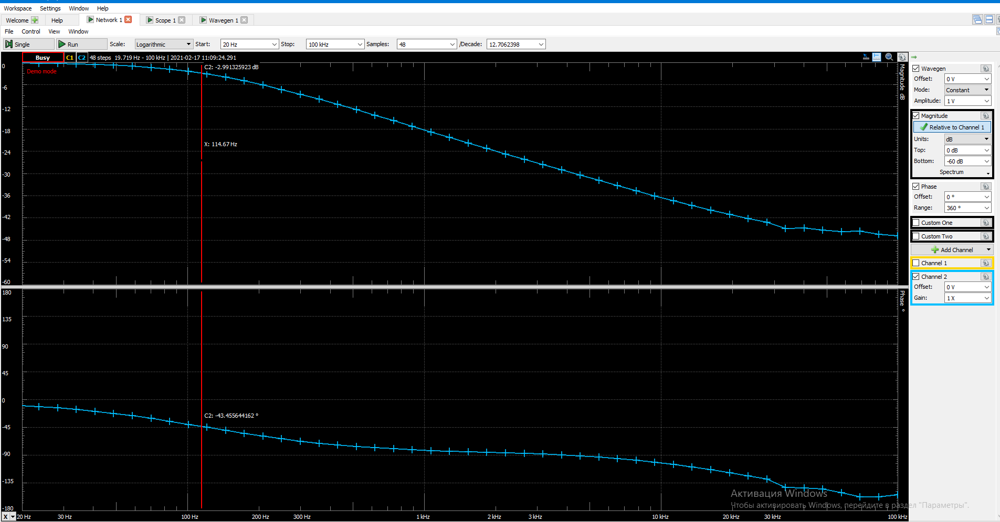 Workspace Settings Window Help
Welcome Help Network 1 Scope 1 Wavegen 1
File Control View Window
Single Run Scale: Logarithmic Start: 20 Hz Stop: 100 kHz Samples: 48 /Decade: 12.7062398
Busy C1 C2 48 steps 19.719 Hz - 100 kHz | 2021-02-17 11:09:24.291
Demo mode
C2: -2.991325923 dB
X: 114.67 Hz
Magnitude dB
0
-6
-12
-18
-24
-30
-36
-42
-48
-54
-60
180
135
90
45
0
-45
-90
-135
-180
Phase °
C2: -43.455644162 °
X 20 Hz 30 Hz 100 Hz 200 Hz 300 Hz 1 kHz 2 kHz 3 kHz 10 kHz 20 kHz 30 kHz 100 kHz
Wavegen
Offset: 0 V
Mode: Constant
Amplitude: 1 V
Magnitude
Relative to Channel 1
Units: dB
Top: 0 dB
Bottom: -60 dB
Spectrum
Phase
Offset: 0 °
Range: 360 °
Custom One
Custom Two
Add Channel
Channel 1
Channel 2
Offset: 0 V
Gain: 1 X
Активация Windows
Чтобы активировать Windows, перейдите в раздел "Параметры".